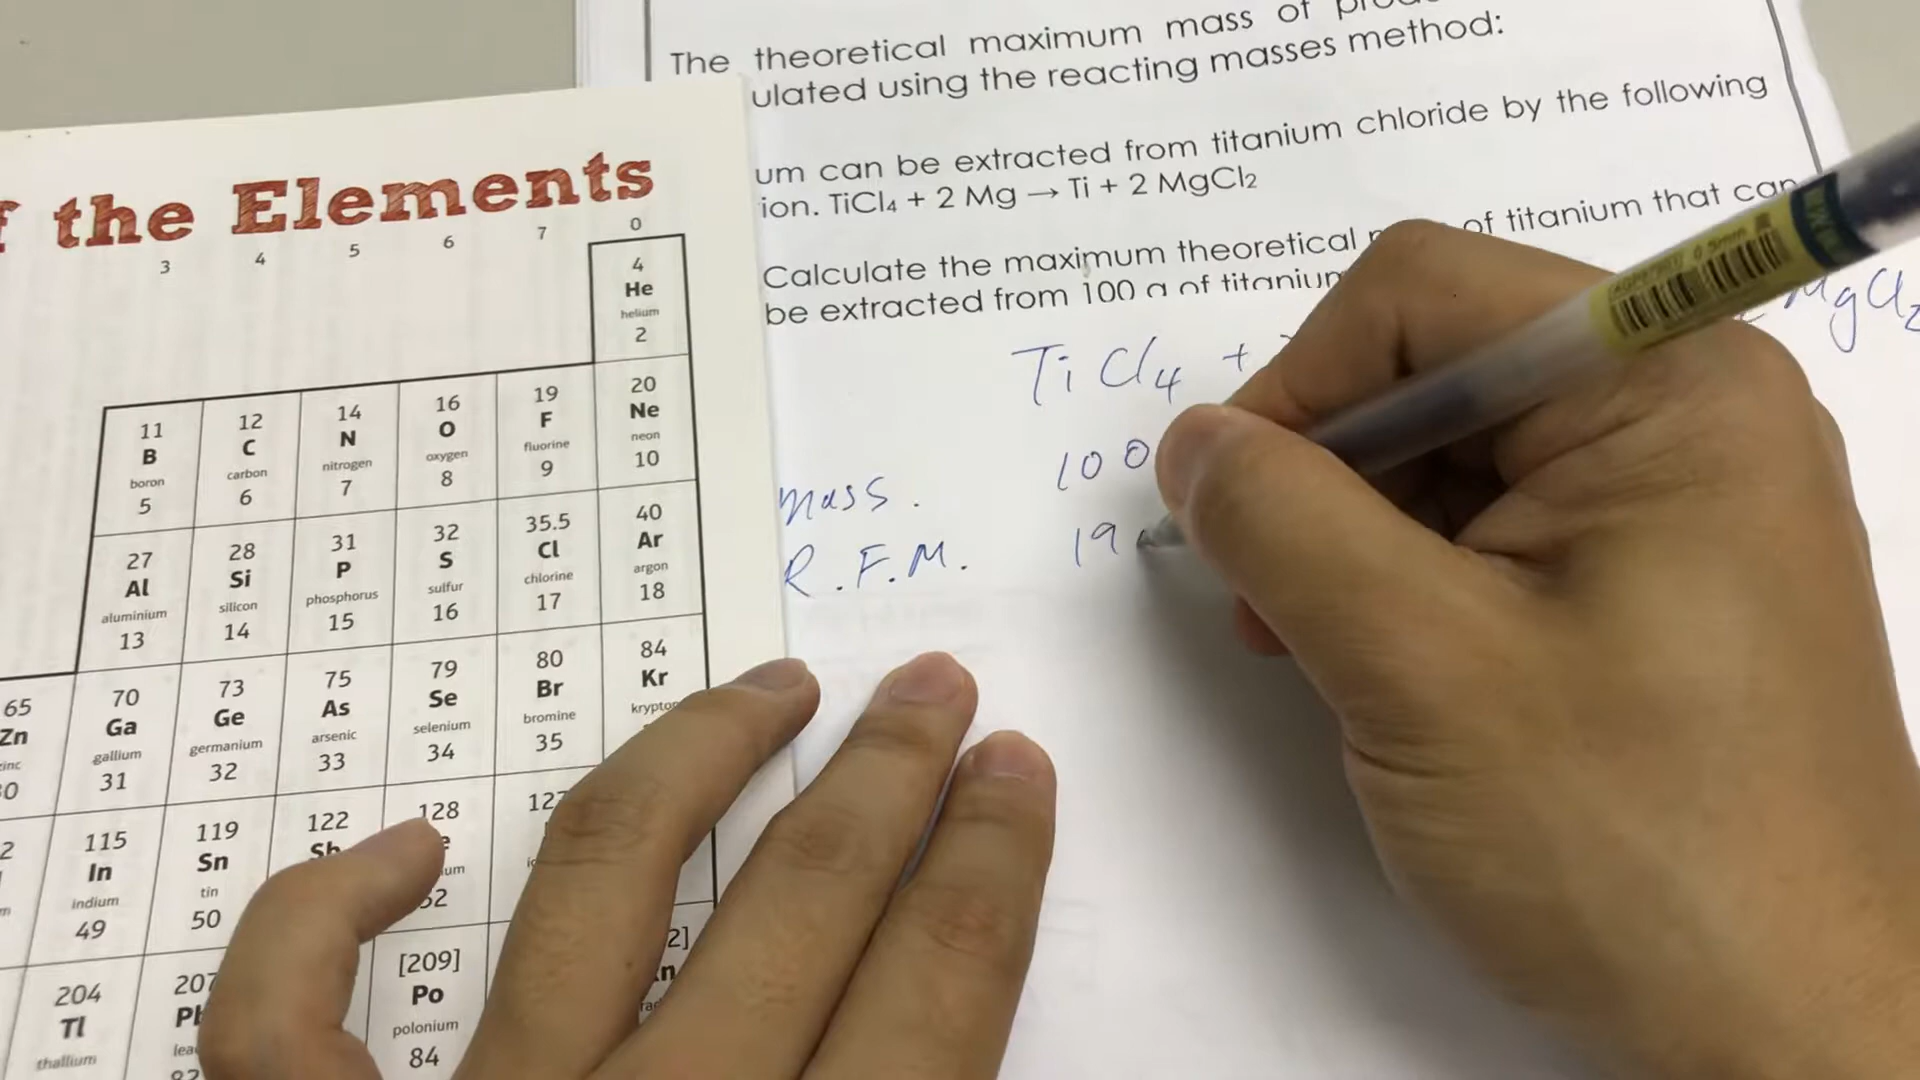 The theoretical maximum mass of
ulated using the reacting masses method:
um can be extracted from titanium chloride by the following
ion. TiCl₄ + 2 Mg → Ti + 2 MgCl₂
Calculate the maximum theoretical of titanium that can
be extracted from 100 g of
TiCl₄ +
MgCl₂
mass. 100
R.F.M. 19
the Elements
3 4 5 6 7 0
4
He
helium
2
11 12 14 16 19 20
B C N O F Ne
boron carbon nitrogen oxygen fluorine neon
5 6 7 8 9 10
27 28 31 32 35.5 40
Al Si P S Cl Ar
aluminium silicon phosphorus sulfur chlorine argon
13 14 15 16 17 18
65 70 73 75 79 80 84
Zn Ga Ge As Se Br Kr
gallium germanium arsenic selenium bromine
31 32 33 34 35
115 119 122 128
In Sn Sb
indium tin
49 50
204 207 [209]
Tl Po
thallium polonium
84